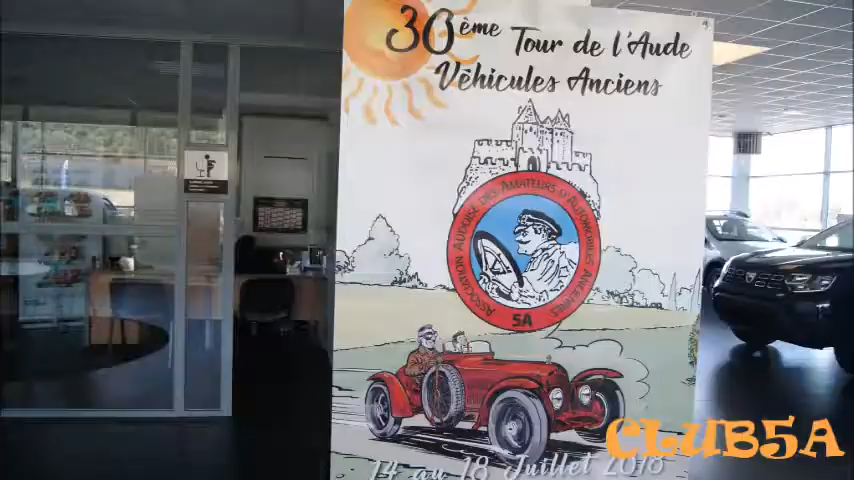 30ème Tour de l'Aude
Véhicules Anciens
ASSOCIATION AUDOISE DES AMATEURS D'AUTOMOBILES ANCIENNES
5A
14 au 18 Juillet 2018
CLUB5A